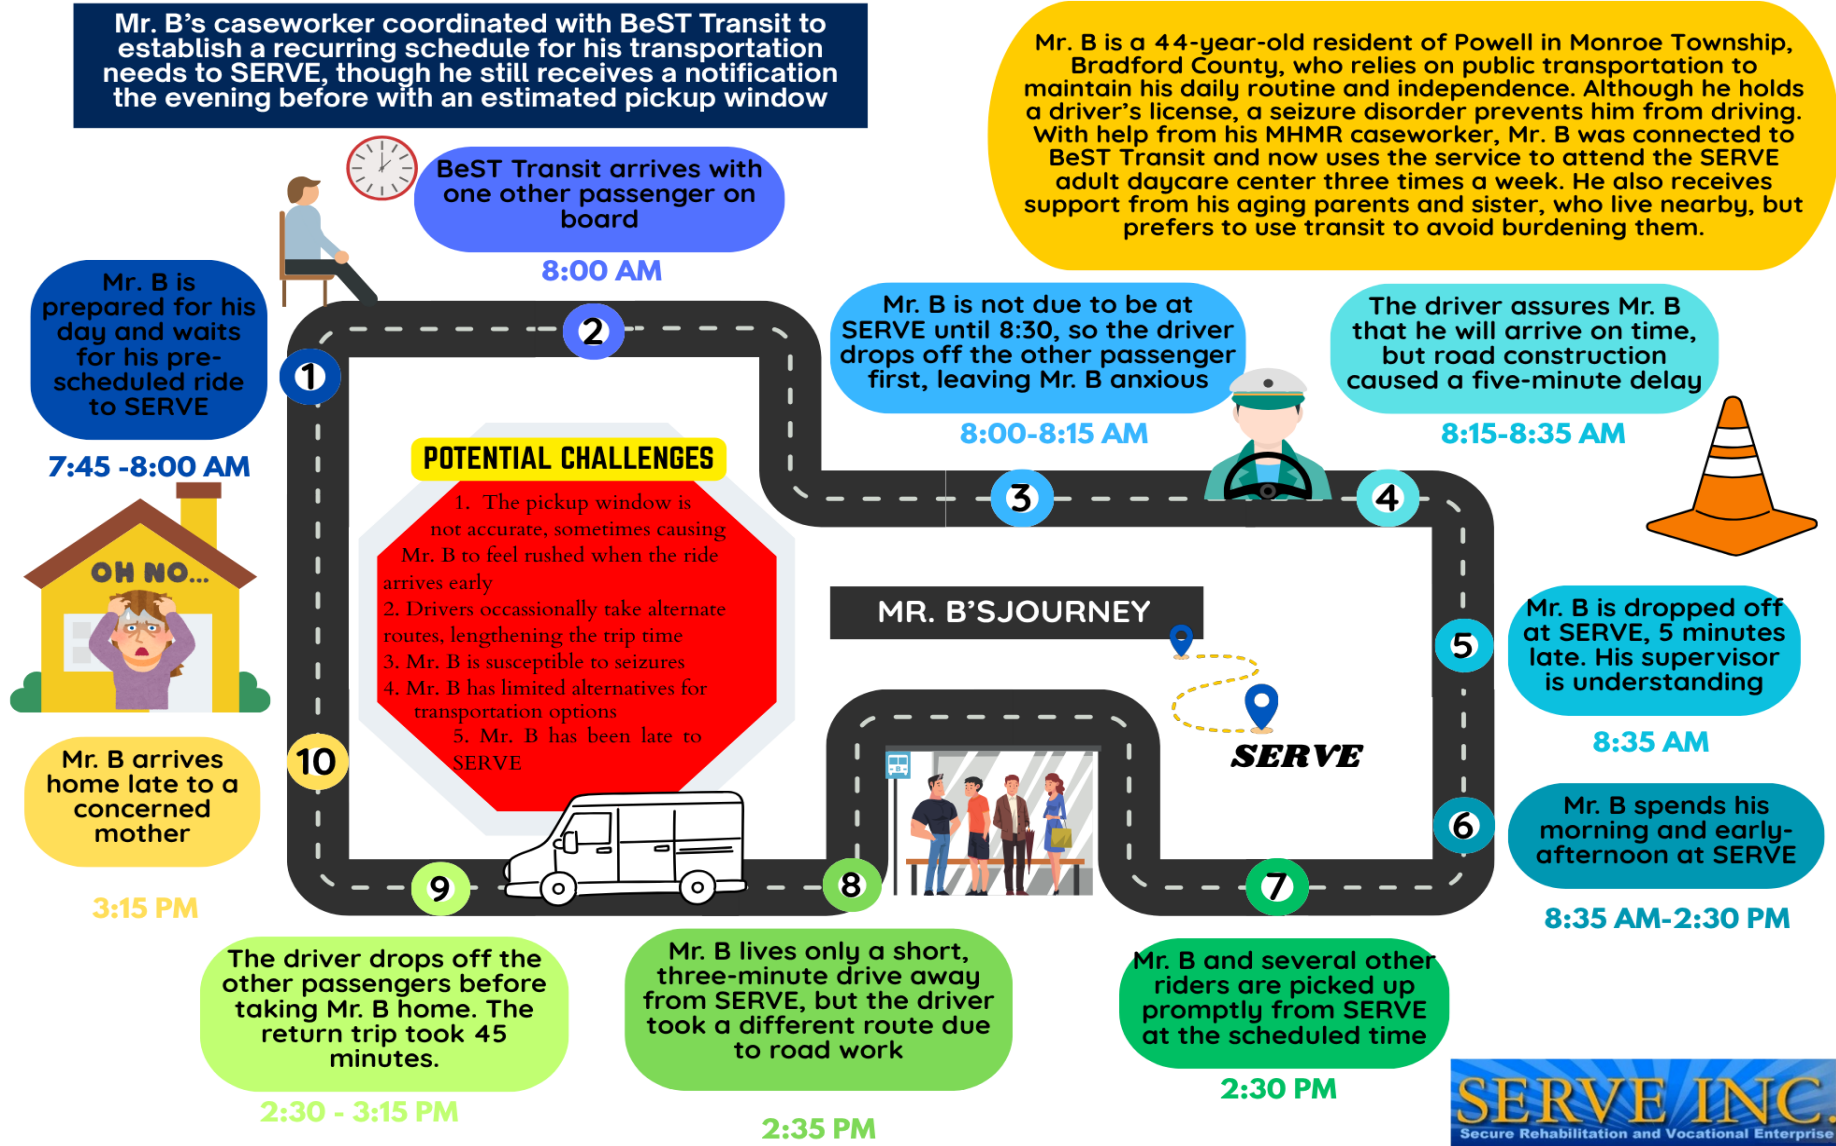 Mr. B's caseworker coordinated with BeST Transit to
establish a recurring schedule for his transportation
needs to SERVE, though he still receives a notification
the evening before with an estimated pickup window
Mr. B is a 44-year-old resident of Powell in Monroe Township,
Bradford County, who relies on public transportation to
maintain his daily routine and independence. Although he holds
a driver's license, a seizure disorder prevents him from driving.
With help from his MHMR caseworker, Mr. B was connected to
BeST Transit and now uses the service to attend the SERVE
adult daycare center three times a week. He also receives
support from his aging parents and sister, who live nearby, but
prefers to use transit to avoid burdening them.
Mr. B is
prepared for his
day and waits
for his pre-
scheduled ride
to SERVE
7:45 -8:00 AM
1
BeST Transit arrives with
one other passenger on
board
8:00 AM
2
Mr. B is not due to be at
SERVE until 8:30, so the driver
drops off the other passenger
first, leaving Mr. B anxious
8:00-8:15 AM
3
The driver assures Mr. B
that he will arrive on time,
but road construction
caused a five-minute delay
8:15-8:35 AM
4
POTENTIAL CHALLENGES
1. The pickup window is
not accurate, sometimes causing
Mr. B to feel rushed when the ride
arrives early
2. Drivers occassionally take alternate
routes, lengthening the trip time
3. Mr. B is susceptible to seizures
4. Mr. B has limited alternatives for
transportation options
5. Mr. B has been late to
SERVE
MR. B'SJOURNEY
SERVE
Mr. B is dropped off
at SERVE, 5 minutes
late. His supervisor
is understanding
8:35 AM
5
Mr. B spends his
morning and early-
afternoon at SERVE
8:35 AM-2:30 PM
6
7
Mr. B and several other
riders are picked up
promptly from SERVE
at the scheduled time
2:30 PM
8
Mr. B lives only a short,
three-minute drive away
from SERVE, but the driver
took a different route due
to road work
2:35 PM
9
The driver drops off the
other passengers before
taking Mr. B home. The
return trip took 45
minutes.
2:30 - 3:15 PM
10
OH NO...
Mr. B arrives
home late to a
concerned
mother
3:15 PM
SERVE INC.
Secure Rehabilitation and Vocational Enterprise